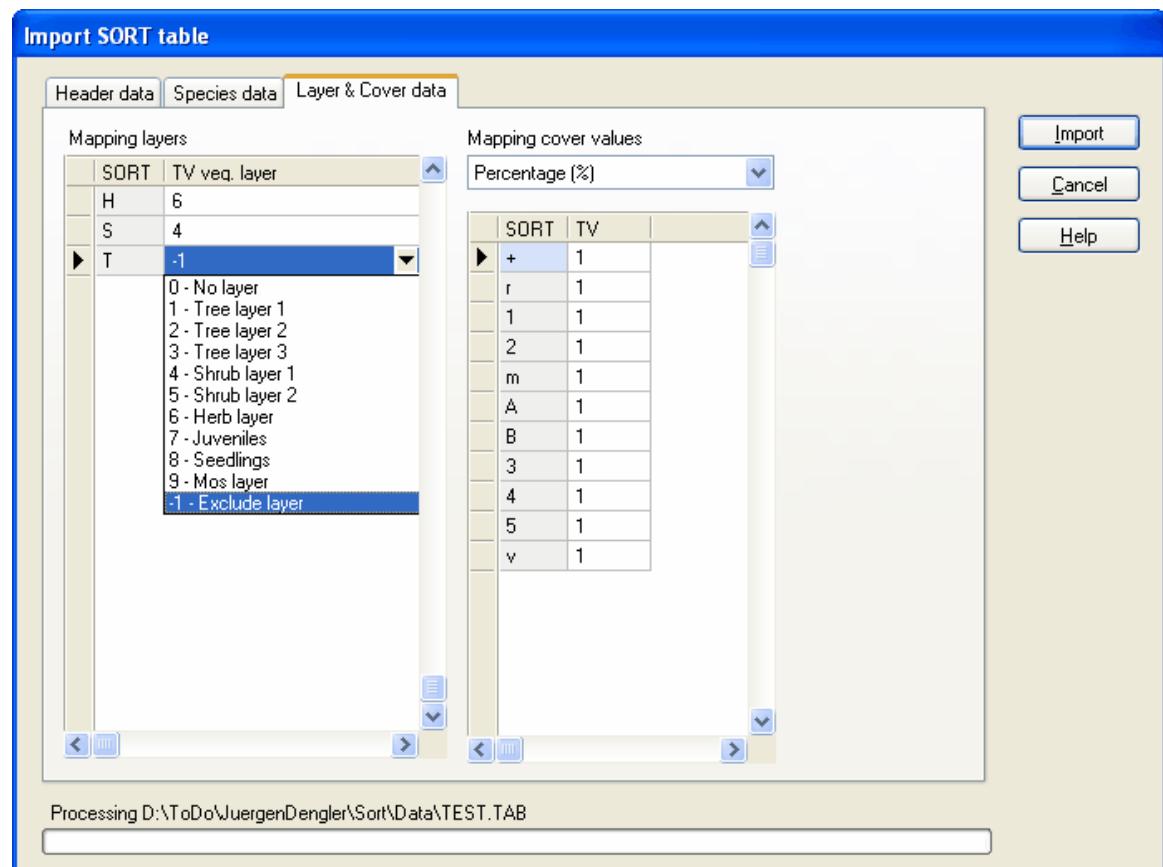 Import SORT table
Header data Species data Layer & Cover data
Mapping layers
SORT TV veg. layer
H 6
S 4
T -1
0 - No layer
1 - Tree layer 1
2 - Tree layer 2
3 - Tree layer 3
4 - Shrub layer 1
5 - Shrub layer 2
6 - Herb layer
7 - Juveniles
8 - Seedlings
9 - Mos layer
-1 - Exclude layer
Mapping cover values
Percentage (%)
SORT TV
+ 1
r 1
1 1
2 1
m 1
A 1
B 1
3 1
4 1
5 1
v 1
Import
Cancel
Help
Processing D:\ToDo\JuergenDengler\Sort\Data\TEST.TAB